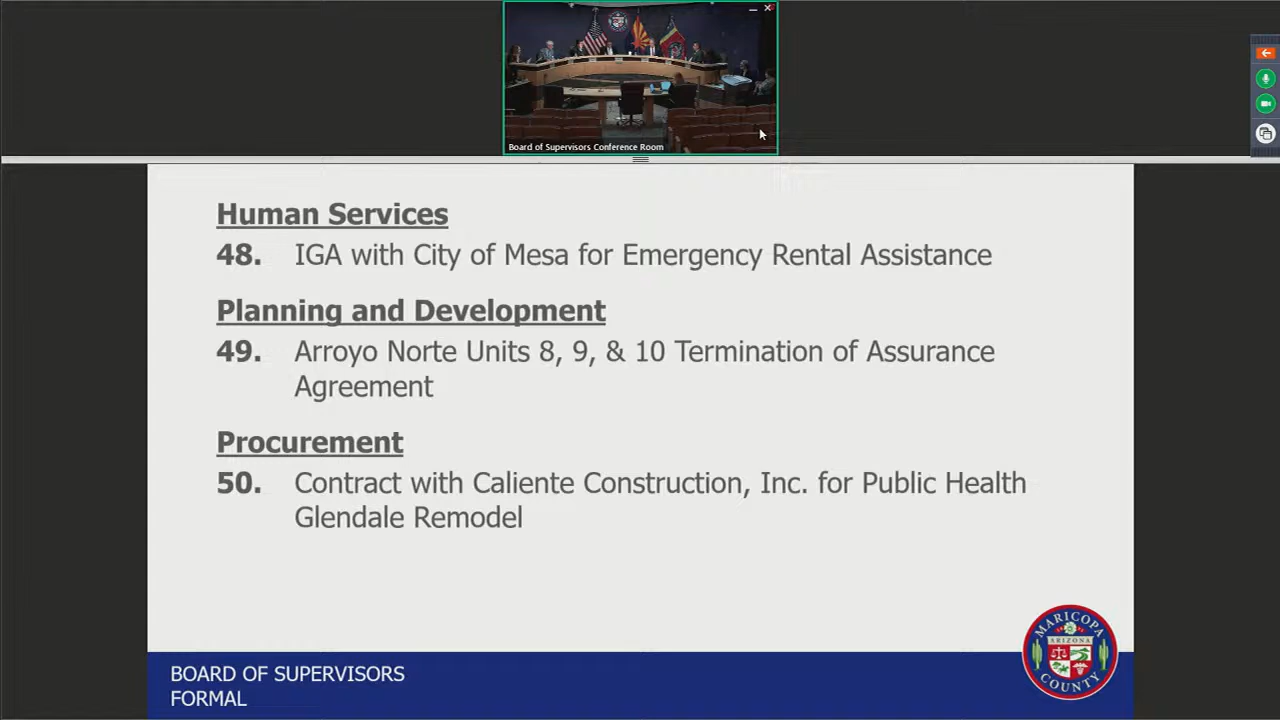 Board of Supervisors Conference Room
Human Services
48. IGA with City of Mesa for Emergency Rental Assistance
Planning and Development
49. Arroyo Norte Units 8, 9, & 10 Termination of Assurance
Agreement
Procurement
50. Contract with Caliente Construction, Inc. for Public Health
Glendale Remodel
BOARD OF SUPERVISORS
FORMAL
MARICOPA
ARIZONA
COUNTY